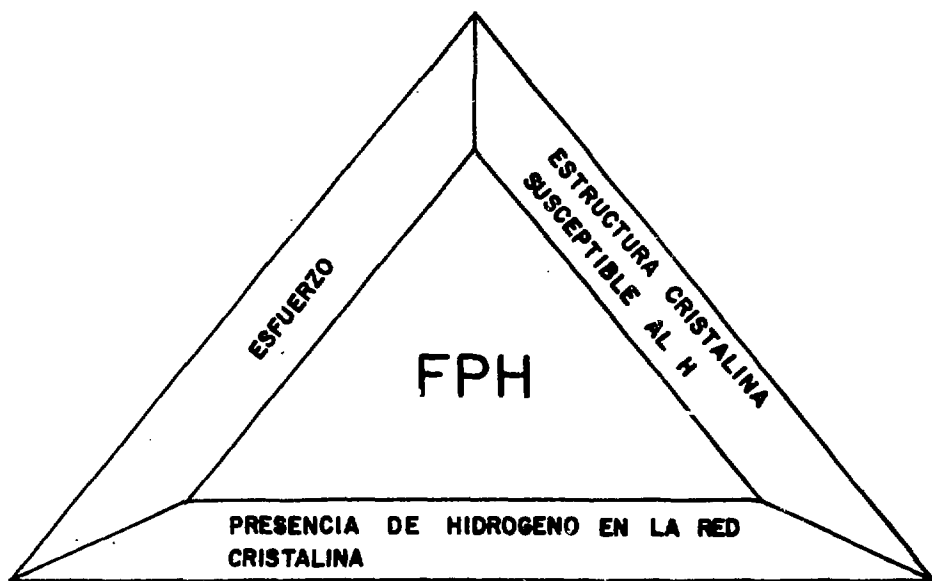 ESFUERZO
ESTRUCTURA CRISTALINA
SUSCEPTIBLE AL H
FPH
PRESENCIA DE HIDROGENO EN LA RED
CRISTALINA